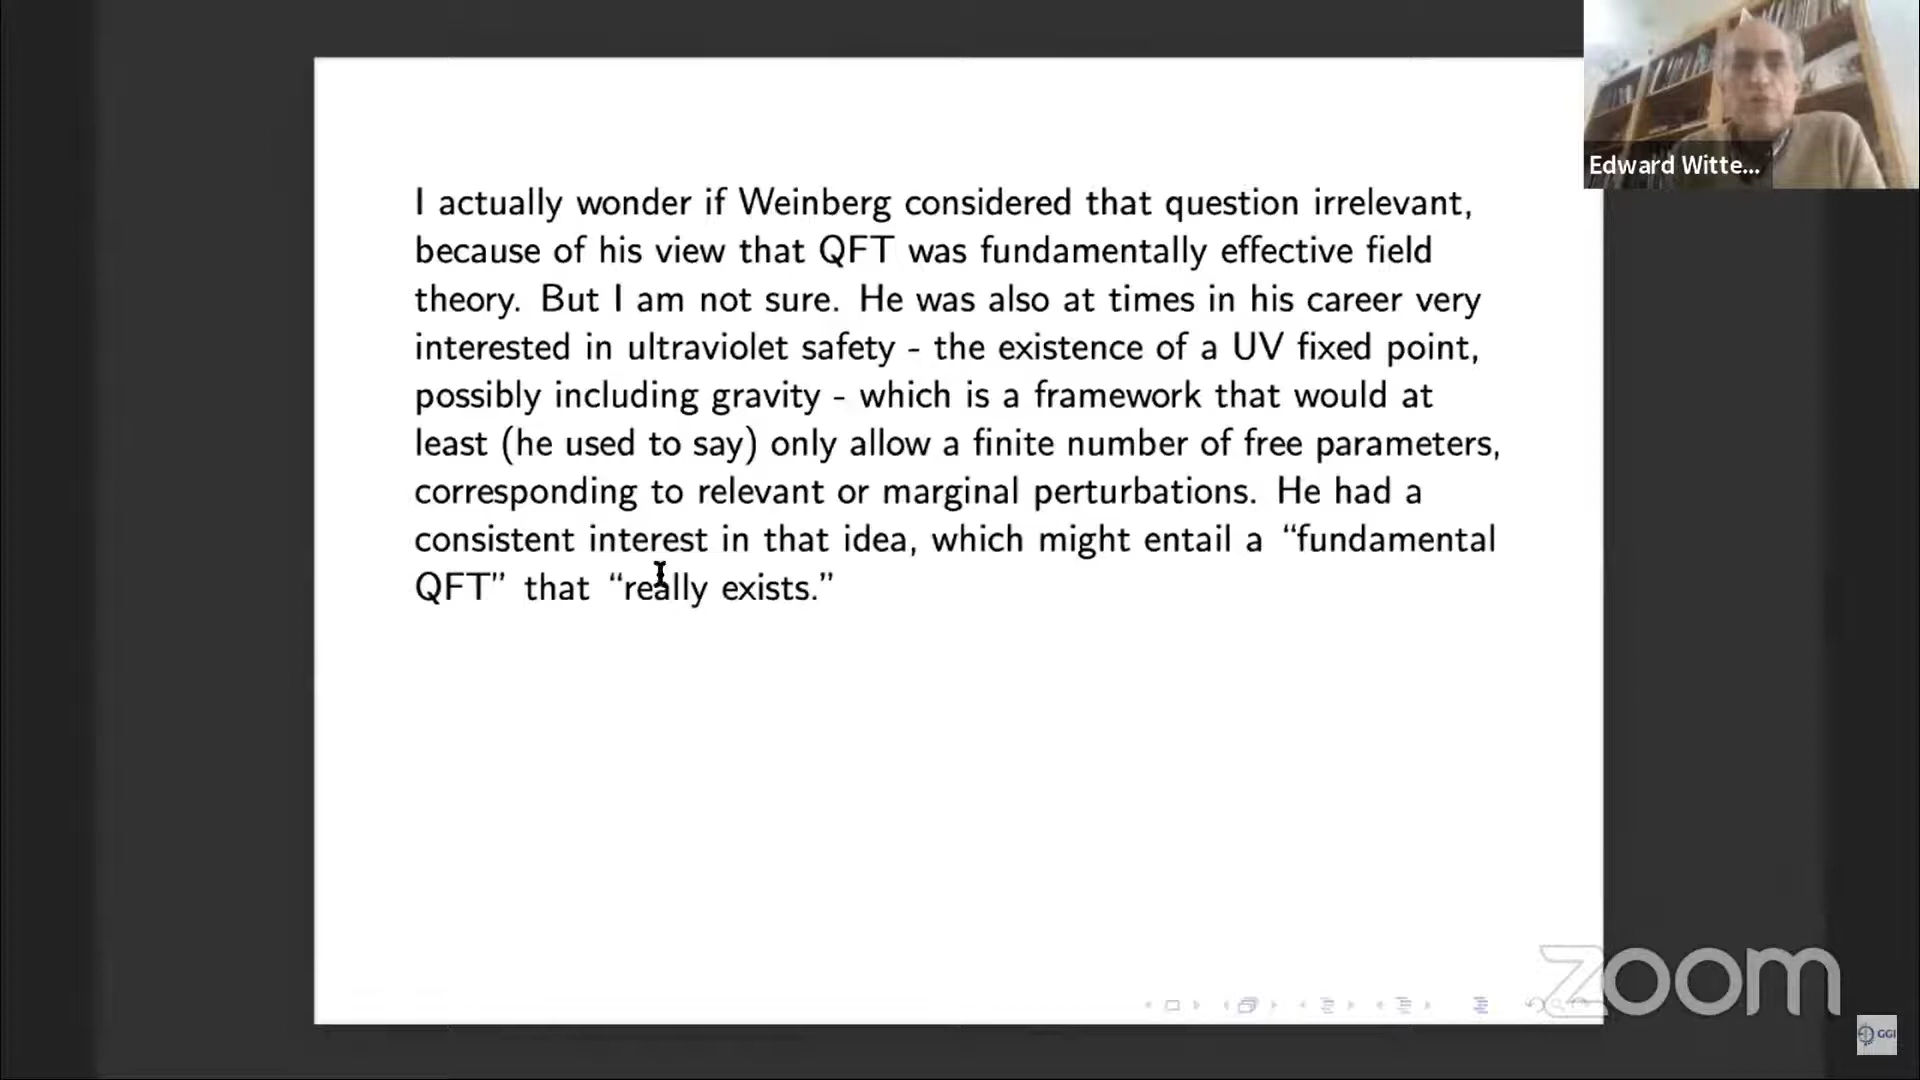 Edward Witte...
I actually wonder if Weinberg considered that question irrelevant,
because of his view that QFT was fundamentally effective field
theory. But I am not sure. He was also at times in his career very
interested in ultraviolet safety - the existence of a UV fixed point,
possibly including gravity - which is a framework that would at
least (he used to say) only allow a finite number of free parameters,
corresponding to relevant or marginal perturbations. He had a
consistent interest in that idea, which might entail a “fundamental
QFT” that “really exists.”
zoom
GGI